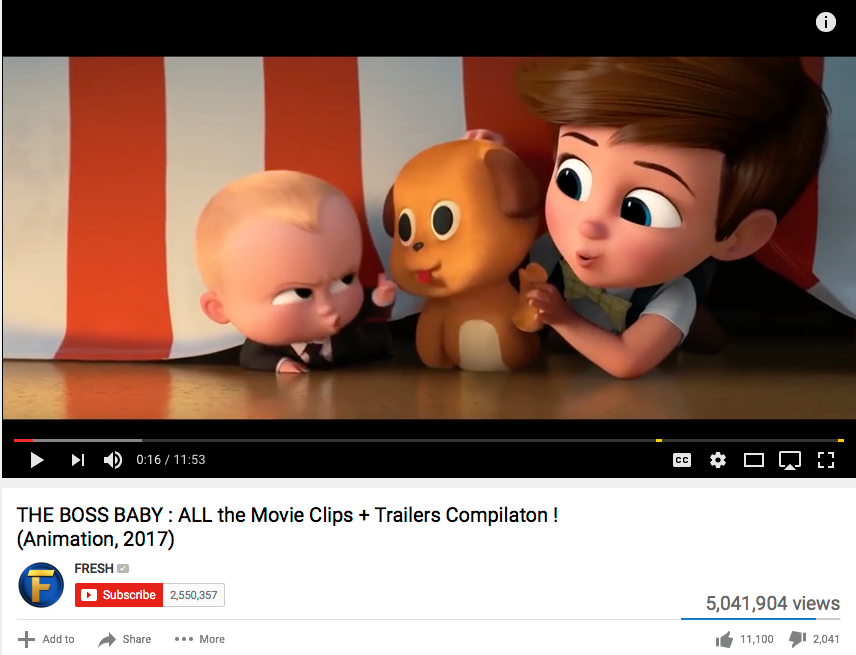 i
CC
0:16 / 11:53
THE BOSS BABY : ALL the Movie Clips + Trailers Compilaton !
(Animation, 2017)
F
FRESH
Subscribe 2,550,357
5,041,904 views
Add to Share More 11,100 2,041